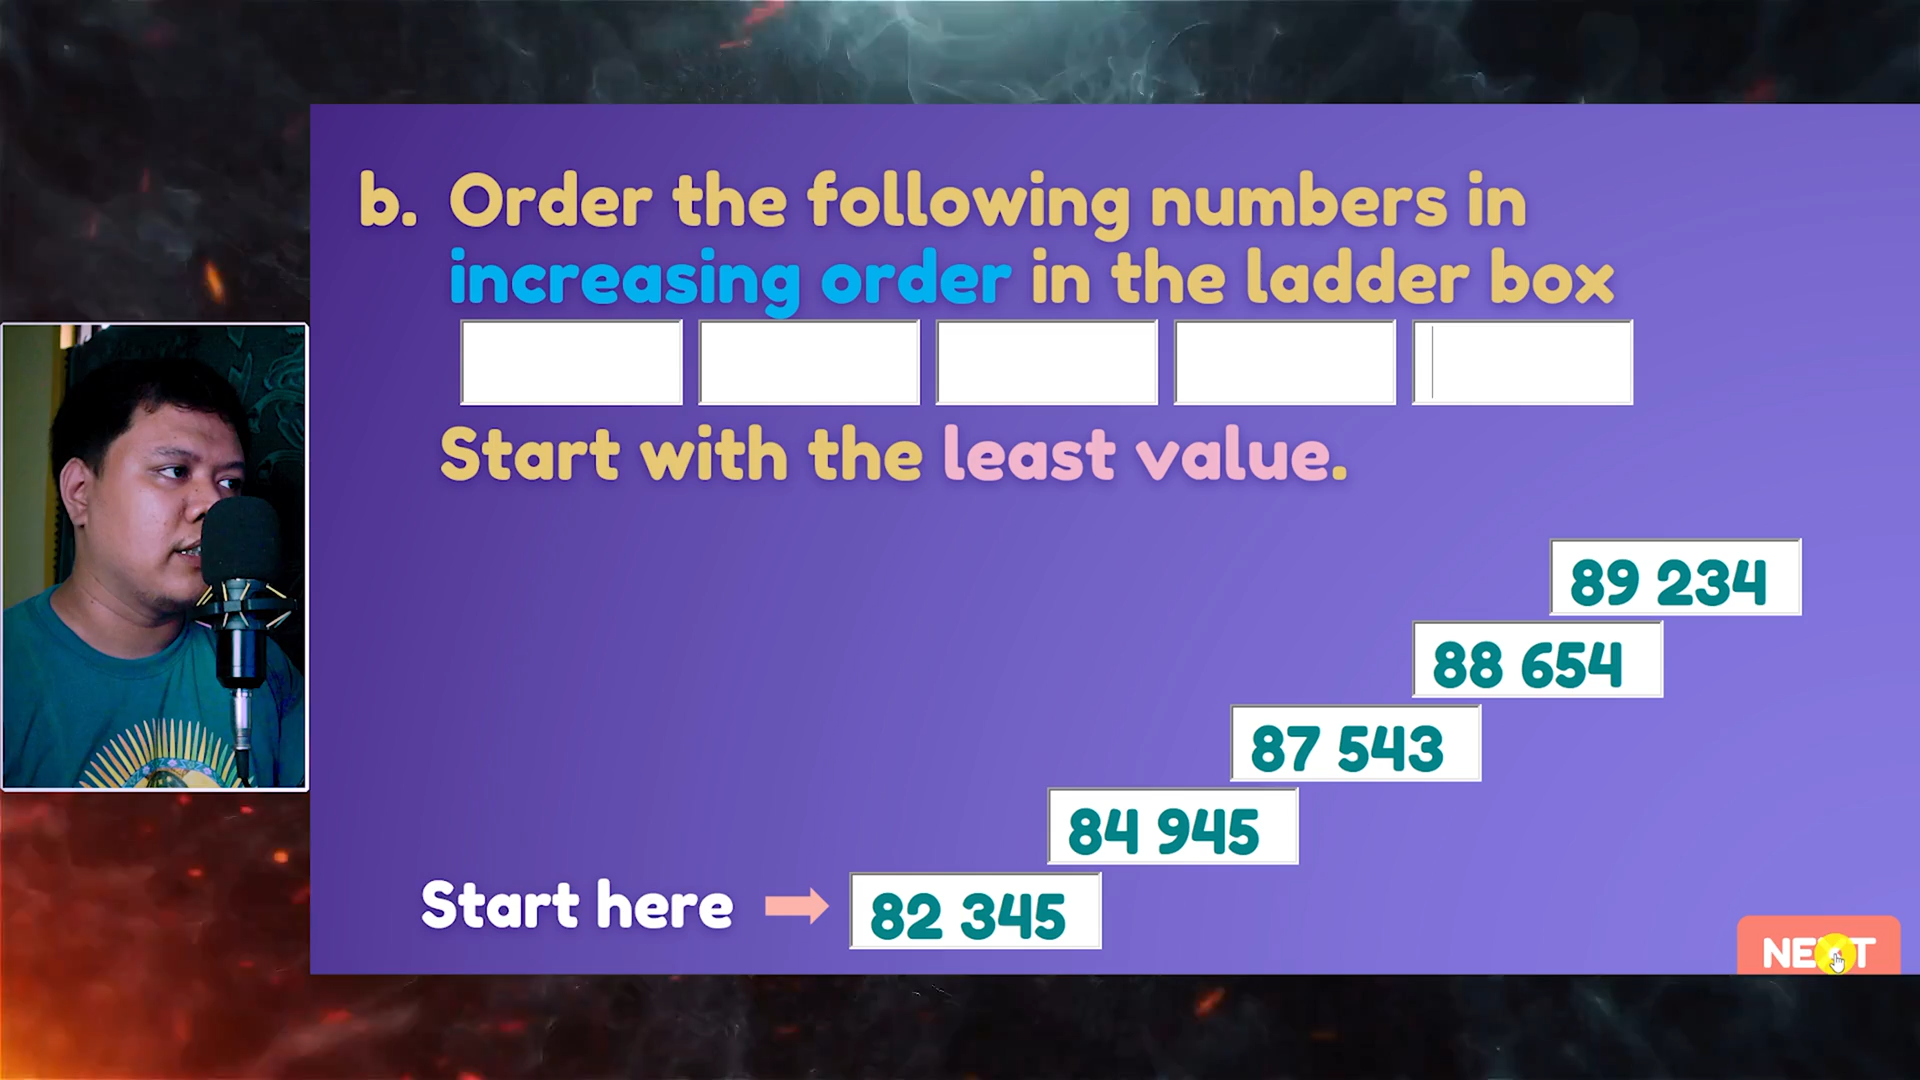 b. Order the following numbers in
increasing order in the ladder box
Start with the least value.
89 234
88 654
87 543
84 945
Start here 82 345
NEXT